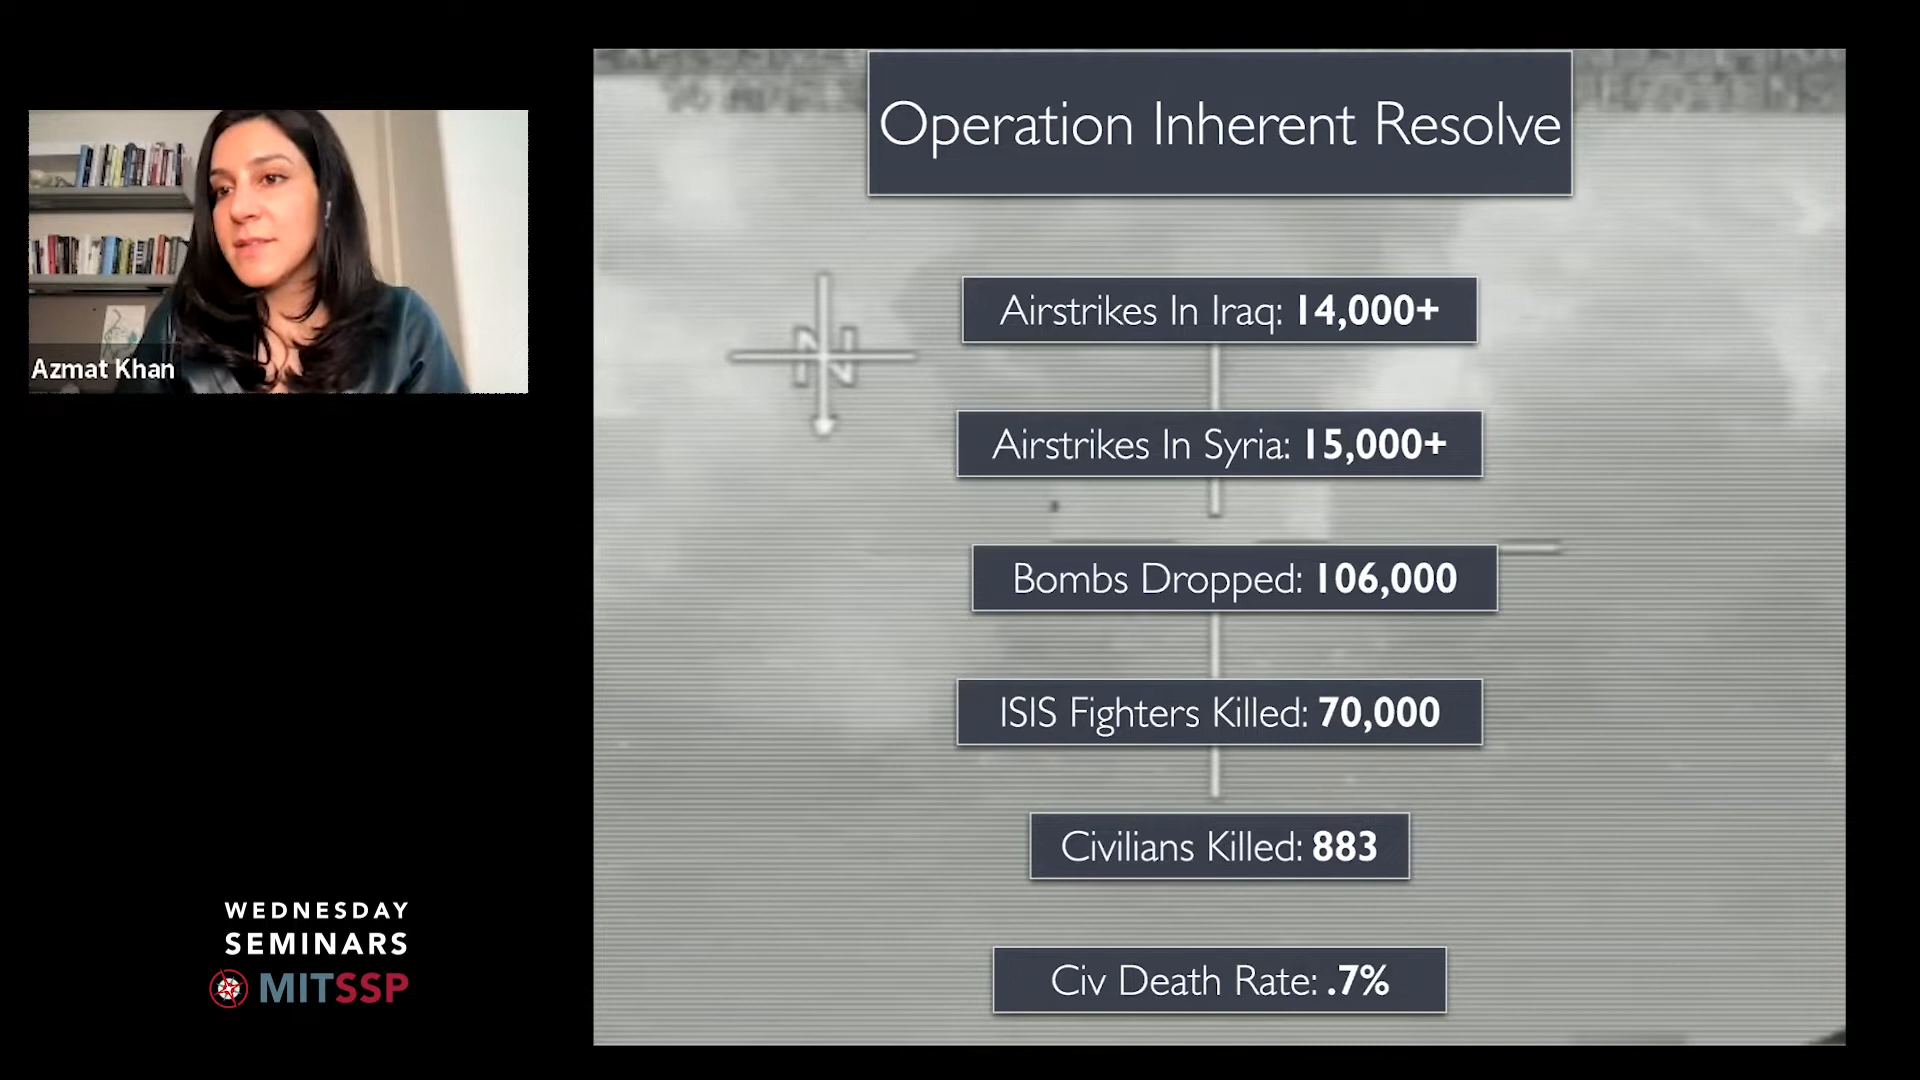 Azmat Khan
WEDNESDAY
SEMINARS
MITSSP
Operation Inherent Resolve
Airstrikes In Iraq: 14,000+
N
Airstrikes In Syria: 15,000+
Bombs Dropped: 106,000
ISIS Fighters Killed: 70,000
Civilians Killed: 883
Civ Death Rate: .7%